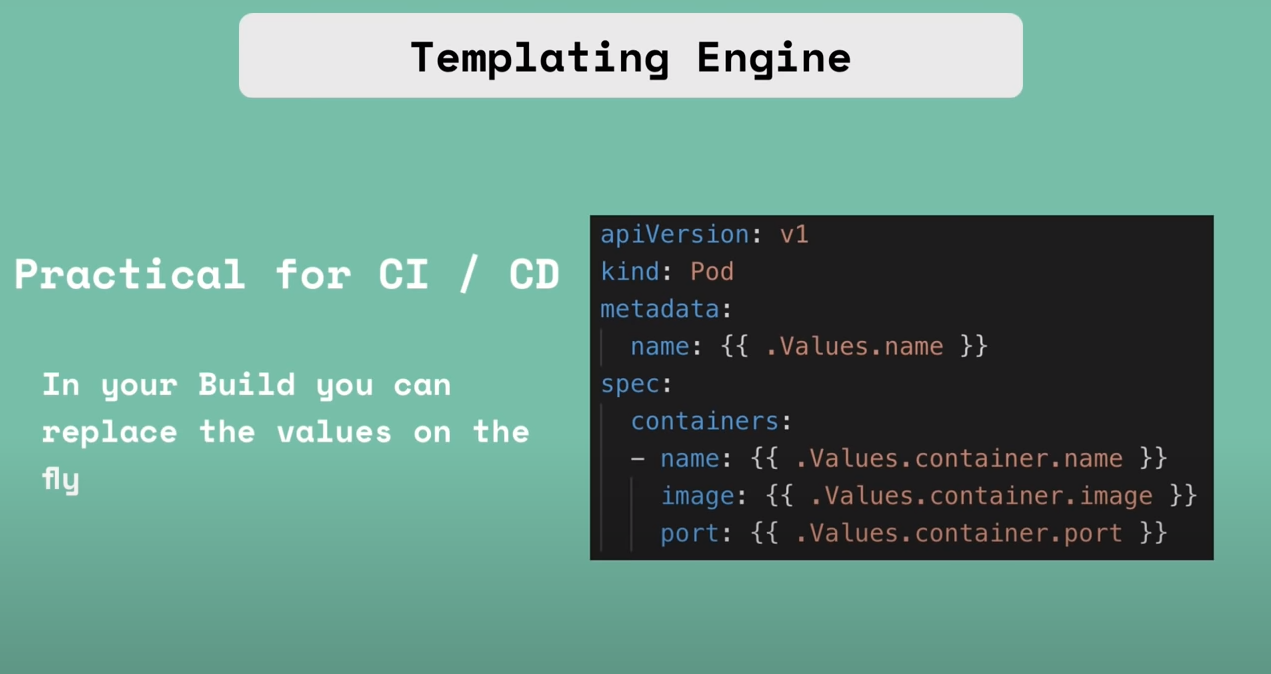 Templating Engine
Practical for CI / CD
In your Build you can
replace the values on the
fly
apiVersion: v1
kind: Pod
metadata:
  name: {{ .Values.name }}
spec:
  containers:
  - name: {{ .Values.container.name }}
    image: {{ .Values.container.image }}
    port: {{ .Values.container.port }}